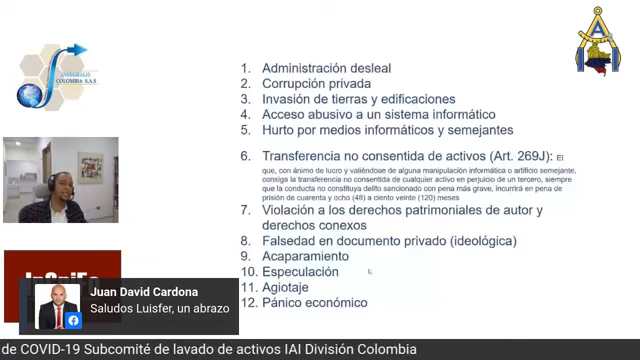 INTEGRALIS
COLOMBIA S.A.S.
A
1. Administración desleal
2. Corrupción privada
3. Invasión de tierras y edificaciones
4. Acceso abusivo a un sistema informático
5. Hurto por medios informáticos y semejantes
6. Transferencia no consentida de activos (Art. 269J): El
que, con ánimo de lucro y valiéndose de alguna manipulación informática o artificio semejante,
consiga la transferencia no consentida de cualquier activo en perjuicio de un tercero, siempre
que la conducta no constituya delito sancionado con pena más grave, incurrirá en pena de
prisión de cuarenta y ocho (48) a ciento veinte (120) meses
7. Violación a los derechos patrimoniales de autor y
derechos conexos
8. Falsedad en documento privado (ideológica)
9. Acaparamiento
10. Especulación
11. Agiotaje
12. Pánico económico
Juan David Cardona
Saludos Luisfer, un abrazo
de COVID-19 Subcomité de lavado de activos IAI División Colombia